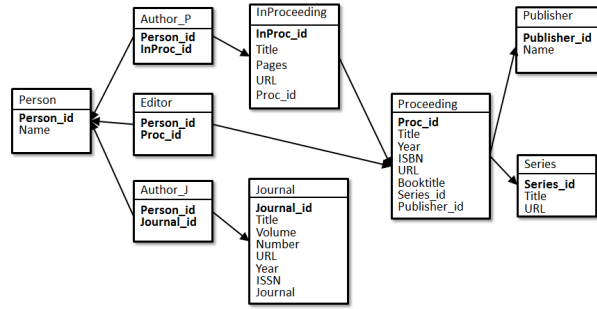 Author_P
Person_id
InProc_id
InProceeding
InProc_id
Title
Pages
URL
Proc_id
Publisher
Publisher_id
Name
Person
Person_id
Name
Editor
Person_id
Proc_id
Proceeding
Proc_id
Title
Year
ISBN
URL
Booktitle
Series_id
Publisher_id
Series
Series_id
Title
URL
Author_J
Person_id
Journal_id
Journal
Journal_id
Title
Volume
Number
URL
Year
ISSN
Journal